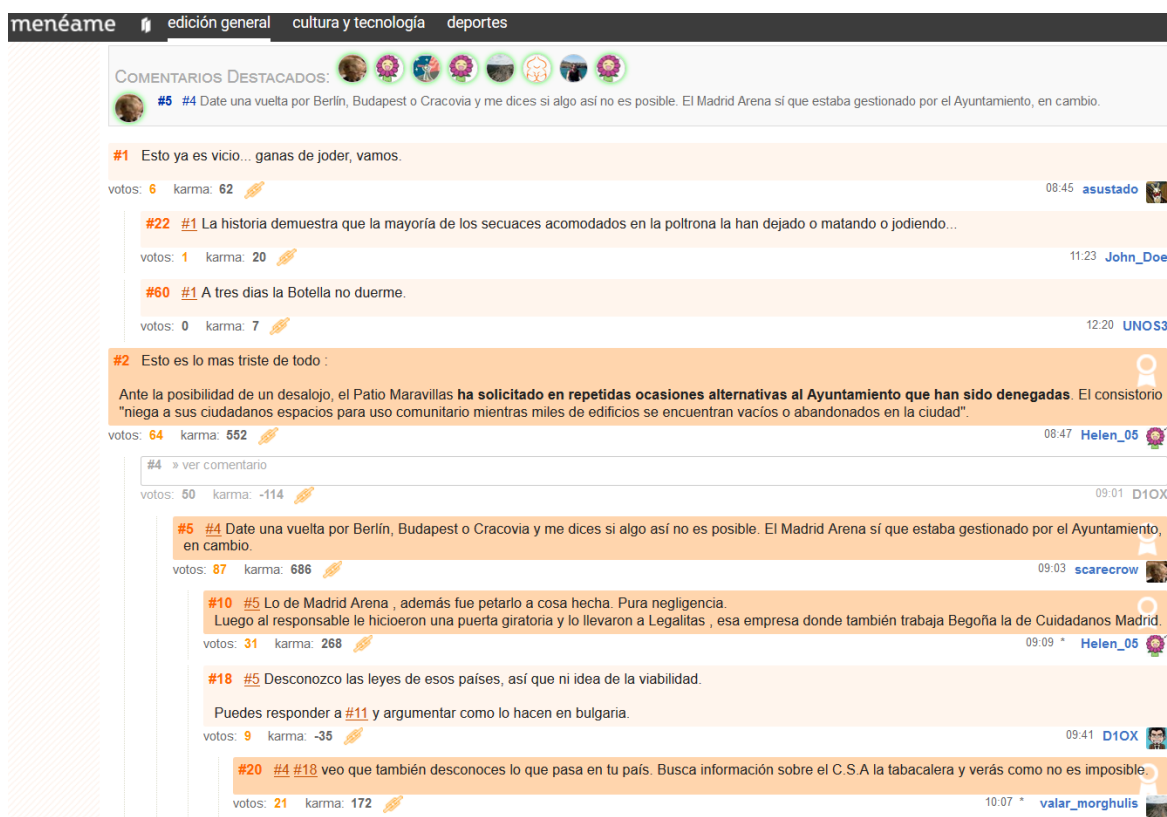 menéame edición general cultura y tecnología deportes
COMENTARIOS DESTACADOS:
#5 #4 Date una vuelta por Berlín, Budapest o Cracovia y me dices si algo así no es posible. El Madrid Arena sí que estaba gestionado por el Ayuntamiento, en cambio.
#1 Esto ya es vicio... ganas de joder, vamos.
votos: 6 karma: 62 08:45 asustado
#22 #1 La historia demuestra que la mayoría de los secuaces acomodados en la poltrona la han dejado o matando o jodiendo...
votos: 1 karma: 20 11:23 John_Doe
#60 #1 A tres dias la Botella no duerme.
votos: 0 karma: 7 12:20 UNOS3
#2 Esto es lo mas triste de todo :
Ante la posibilidad de un desalojo, el Patio Maravillas ha solicitado en repetidas ocasiones alternativas al Ayuntamiento que han sido denegadas. El consistorio
"niega a sus ciudadanos espacios para uso comunitario mientras miles de edificios se encuentran vacíos o abandonados en la ciudad".
votos: 64 karma: 552 08:47 Helen_05
#4 » ver comentario
votos: 50 karma: -114 09:01 D1OX
#5 #4 Date una vuelta por Berlín, Budapest o Cracovia y me dices si algo así no es posible. El Madrid Arena sí que estaba gestionado por el Ayuntamiento,
en cambio.
votos: 87 karma: 686 09:03 scarecrow
#10 #5 Lo de Madrid Arena , además fue petarlo a cosa hecha. Pura negligencia.
Luego al responsable le hicioeron una puerta giratoria y lo llevaron a Legalitas , esa empresa donde también trabaja Begoña la de Cuidadanos Madrid.
votos: 31 karma: 268 09:09 * Helen_05
#18 #5 Desconozco las leyes de esos países, así que ni idea de la viabilidad.
Puedes responder a #11 y argumentar como lo hacen en bulgaria.
votos: 9 karma: -35 09:41 D1OX
#20 #4 #18 veo que también desconoces lo que pasa en tu país. Busca información sobre el C.S.A la tabacalera y verás como no es imposible.
votos: 21 karma: 172 10:07 * valar_morghulis